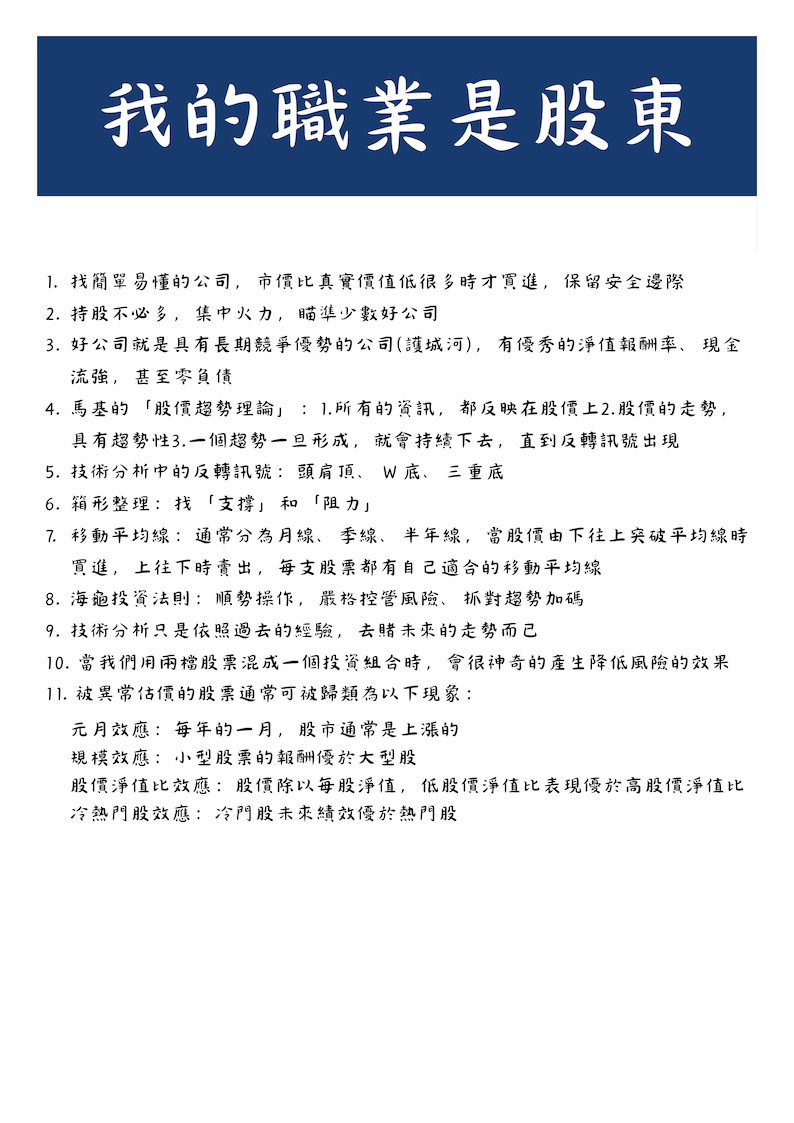 我的職業是股東
1. 找簡單易懂的公司，市價比真實價值低很多時才買進，保留安全邊際
2. 持股不必多，集中火力，瞄準少數好公司
3. 好公司就是具有長期競爭優勢的公司(護城河)，有優秀的淨值報酬率、現金
流強，甚至零負債
4. 馬基的「股價趨勢理論」：1.所有的資訊，都反映在股價上2.股價的走勢，
具有趨勢性3.一個趨勢一旦形成，就會持續下去，直到反轉訊號出現
5. 技術分析中的反轉訊號：頭肩頂、W底、三重底
6. 箱形整理：找「支撐」和「阻力」
7. 移動平均線：通常分為月線、季線、半年線，當股價由下往上突破平均線時
買進，上往下時賣出，每支股票都有自己適合的移動平均線
8. 海龜投資法則：順勢操作，嚴格控管風險、抓對趨勢加碼
9. 技術分析只是依照過去的經驗，去賭未來的走勢而己
10. 當我們用兩檔股票混成一個投資組合時，會很神奇的產生降低風險的效果
11. 被異常估價的股票通常可被歸類為以下現象：
元月效應：每年的一月，股市通常是上漲的
規模效應：小型股票的報酬優於大型股
股價淨值比效應：股價除以每股淨值，低股價淨值比表現優於高股價淨值比
冷熱門股效應：冷門股未來績效優於熱門股